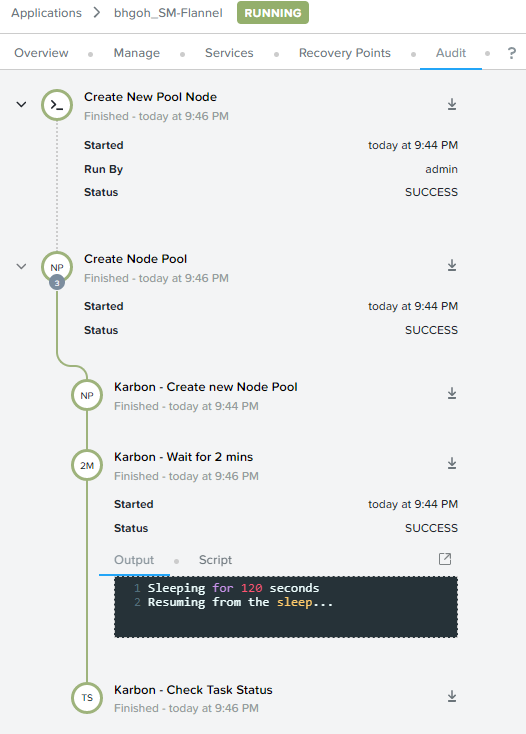 Applications > bhgoh_SM-Flannel RUNNING
Overview Manage Services Recovery Points Audit ?
>_ Create New Pool Node
Finished - today at 9:46 PM
Started today at 9:44 PM
Run By admin
Status SUCCESS
NP Create Node Pool
3 Finished - today at 9:46 PM
Started today at 9:44 PM
Status SUCCESS
NP Karbon - Create new Node Pool
Finished - today at 9:44 PM
2M Karbon - Wait for 2 mins
Finished - today at 9:46 PM
Started today at 9:44 PM
Status SUCCESS
Output Script
1 Sleeping for 120 seconds
2 Resuming from the sleep...
TS Karbon - Check Task Status
Finished - today at 9:46 PM